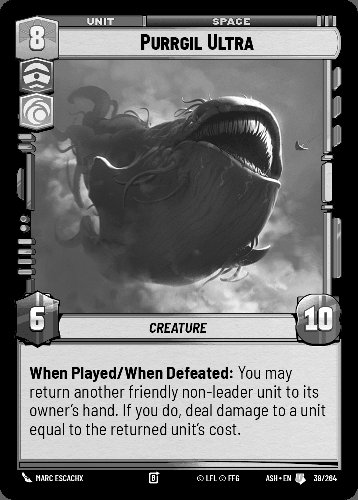 UNIT
SPACE
8
PURRGIL ULTRA
6
CREATURE
10
When Played/When Defeated: You may
return another friendly non-leader unit to its
owner's hand. If you do, deal damage to a unit
equal to the returned unit's cost.
MARC ESCACHX
© LFL © FFG
ASH • EN
39/264